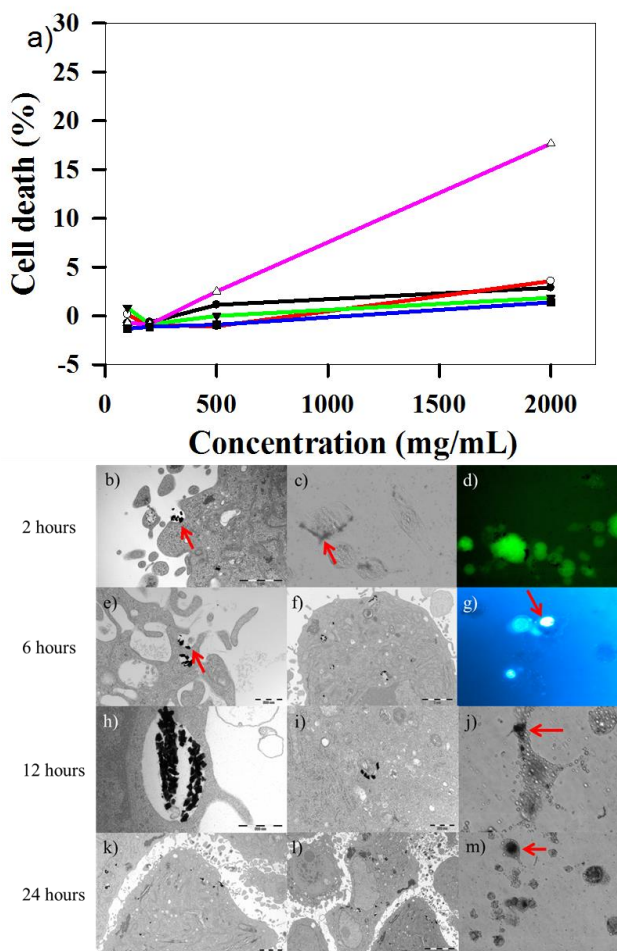 a)
30
25
20
15
10
5
0
-5
Cell death (%)
0 500 1000 1500 2000
Concentration (mg/mL)
2 hours
b) c) d)
6 hours
e) f) g)
12 hours
h) i) j)
24 hours
k) l) m)